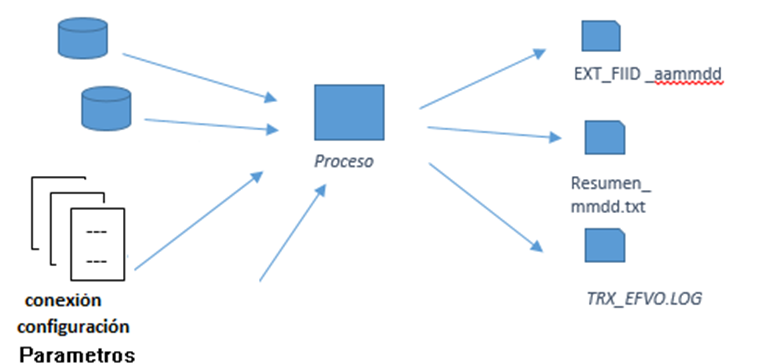 EXT_FIID _aammdd
Proceso
Resumen_
mmdd.txt
---
---
TRX_EFVO.LOG
conexión
configuración
Parametros